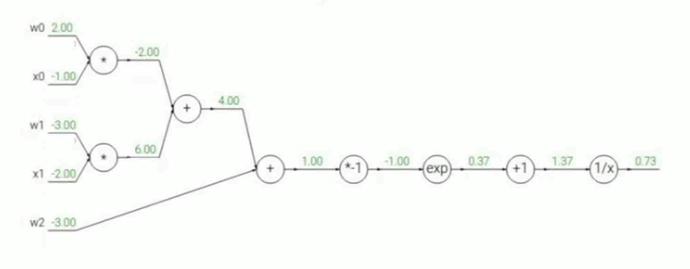 w0 2.00
* -2.00
x0 -1.00
+ 4.00
w1 -3.00
* 6.00
x1 -2.00
+ 1.00 *-1 -1.00 exp 0.37 +1 1.37 1/x 0.73
w2 -3.00